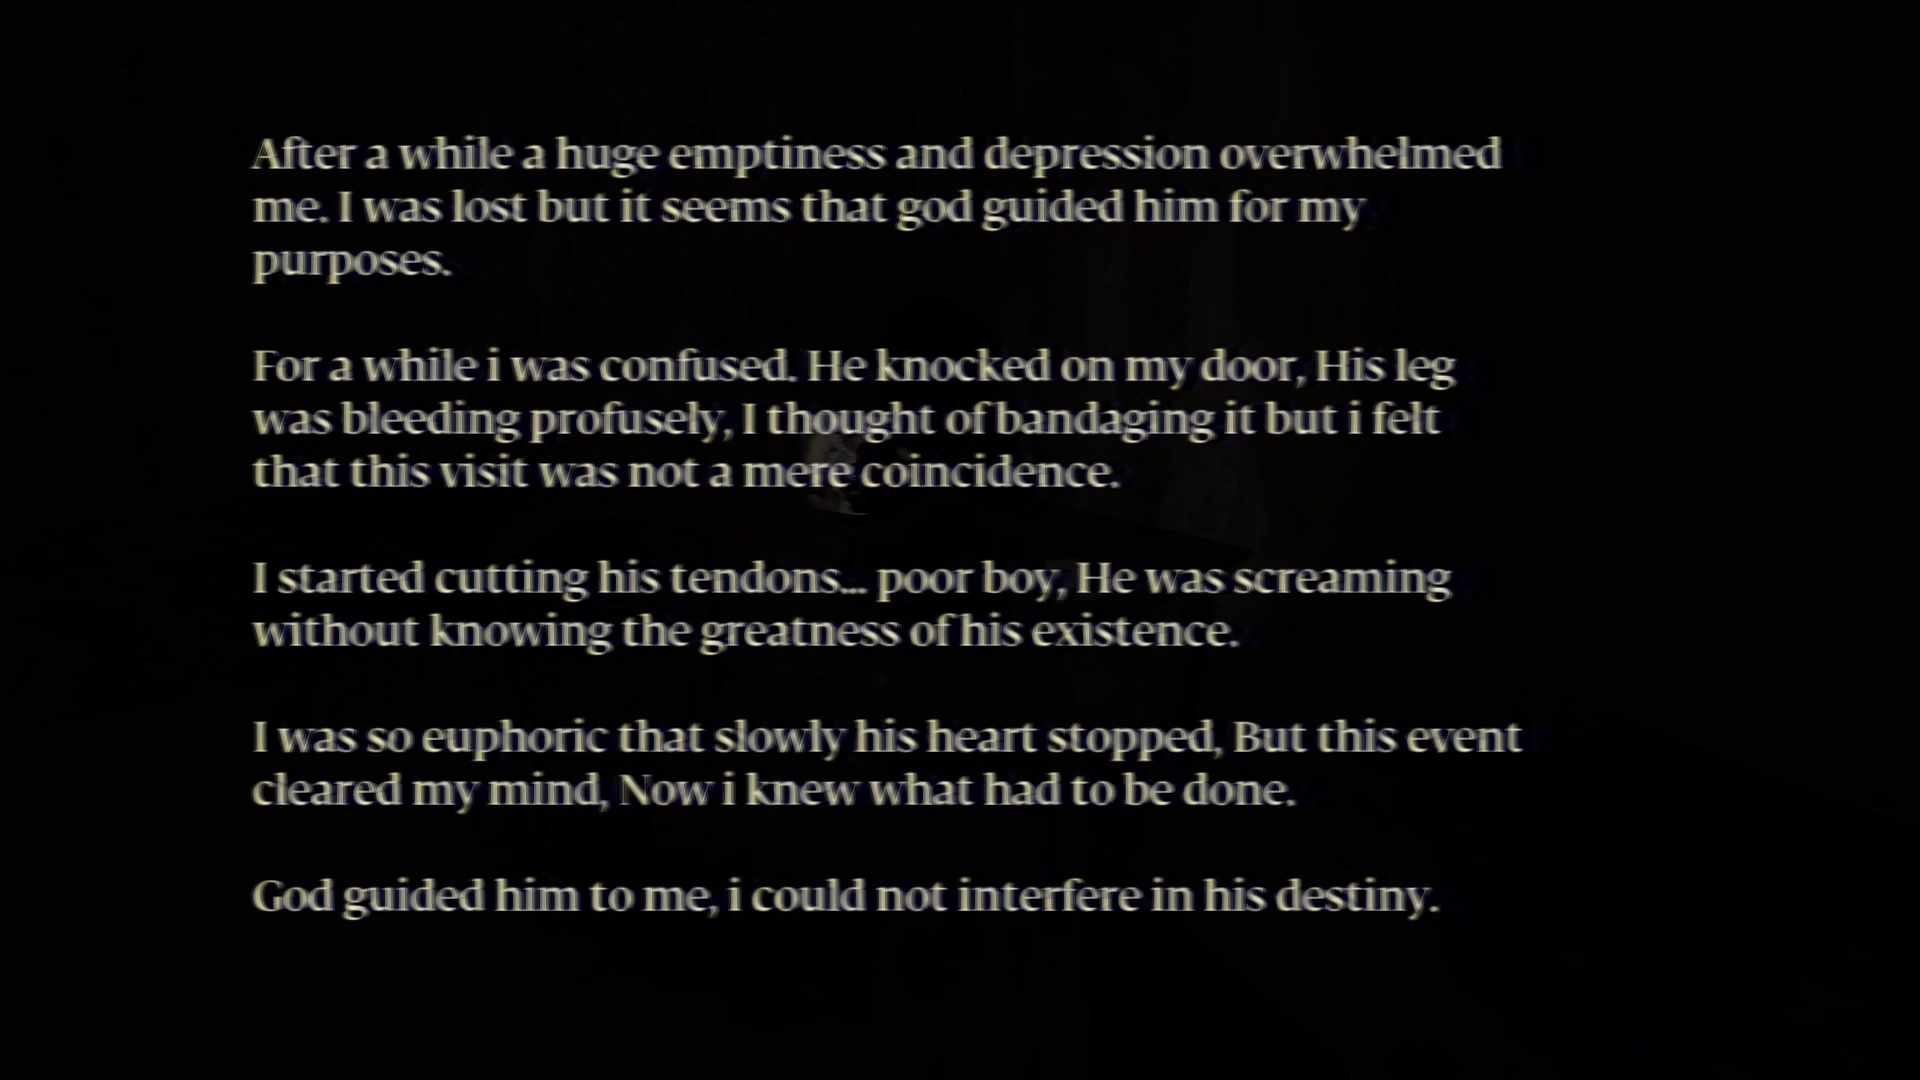 After a while a huge emptiness and depression overwhelmed
me. I was lost but it seems that god guided him for my
purposes.
For a while i was confused. He knocked on my door, His leg
was bleeding profusely, I thought of bandaging it but i felt
that this visit was not a mere coincidence.
I started cutting his tendons... poor boy, He was screaming
without knowing the greatness of his existence.
I was so euphoric that slowly his heart stopped, But this event
cleared my mind, Now i knew what had to be done.
God guided him to me, i could not interfere in his destiny.